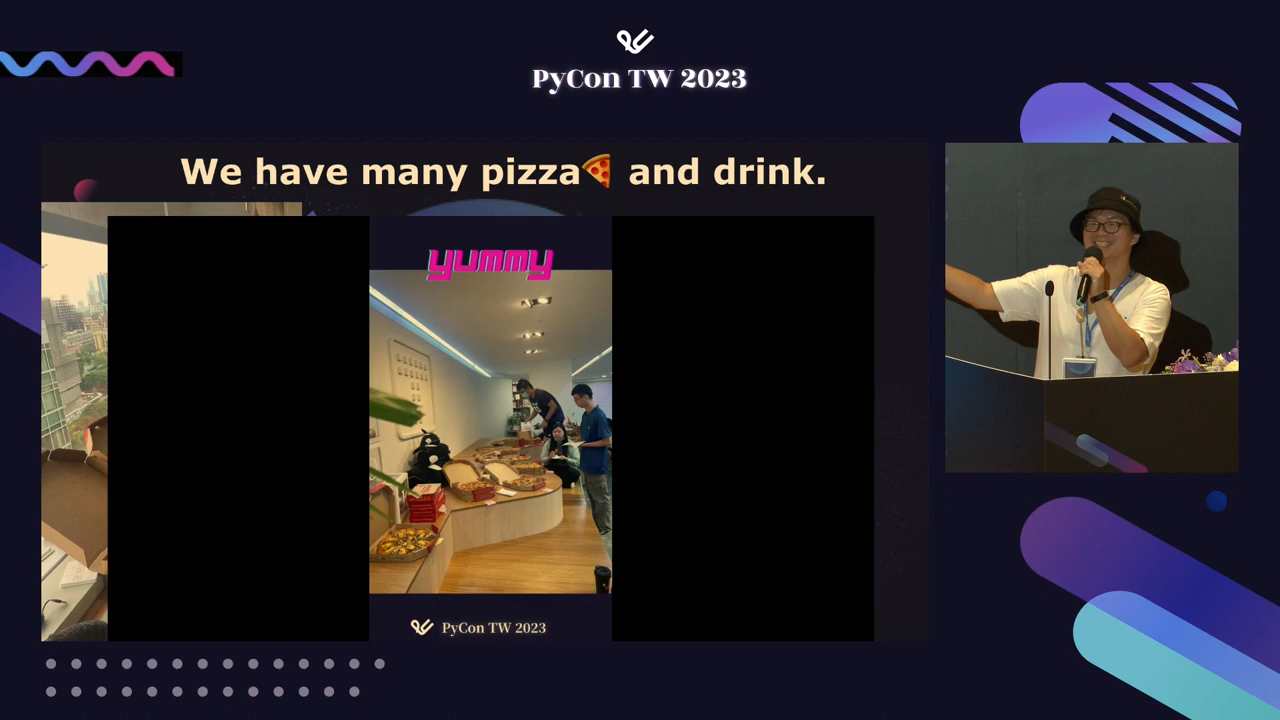 PyCon TW 2023
We have many pizza🍕 and drink.
yummy
PyCon TW 2023